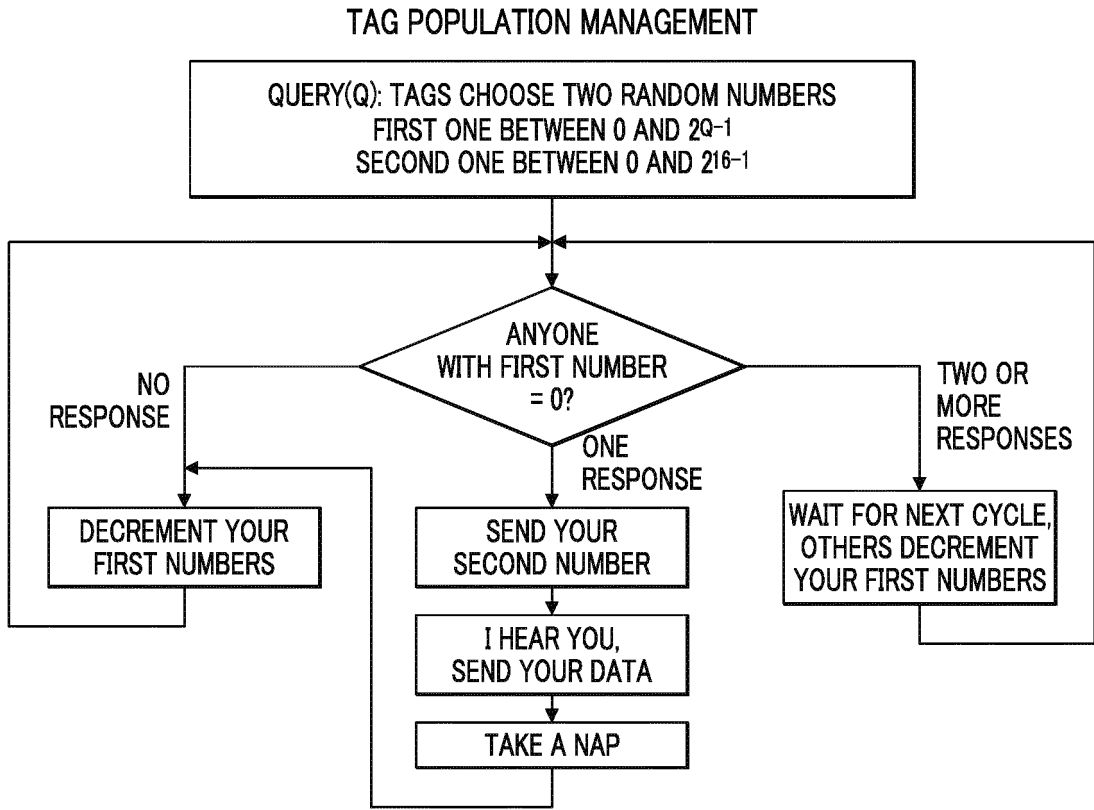 TAG POPULATION MANAGEMENT
QUERY(Q): TAGS CHOOSE TWO RANDOM NUMBERS
FIRST ONE BETWEEN 0 AND 2Q-1
SECOND ONE BETWEEN 0 AND 216-1
ANYONE
WITH FIRST NUMBER
= 0?
NO
RESPONSE
ONE
RESPONSE
TWO OR
MORE
RESPONSES
DECREMENT YOUR
FIRST NUMBERS
SEND YOUR
SECOND NUMBER
WAIT FOR NEXT CYCLE,
OTHERS DECREMENT
YOUR FIRST NUMBERS
I HEAR YOU,
SEND YOUR DATA
TAKE A NAP